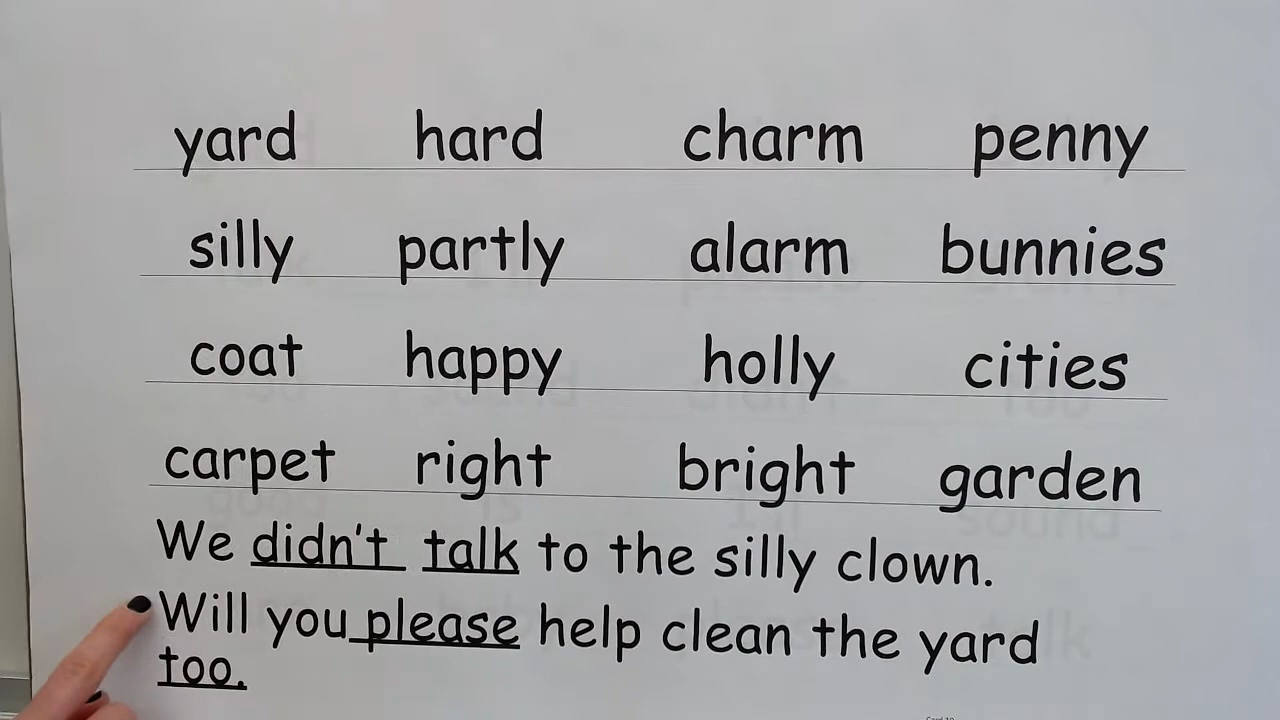 yard hard charm penny
silly partly alarm bunnies
coat happy holly cities
carpet right bright garden
We didn't talk to the silly clown.
Will you please help clean the yard
too.